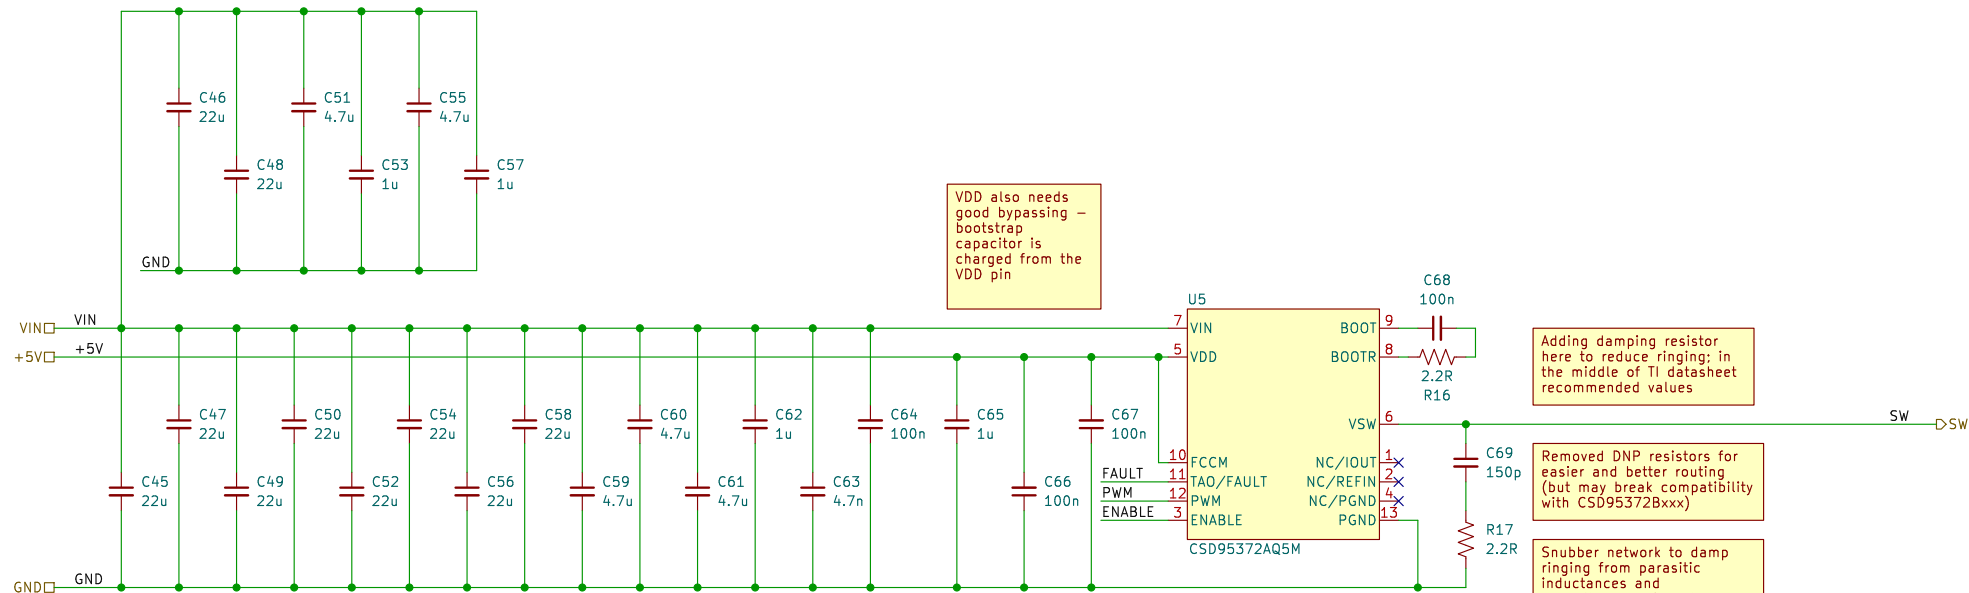 C46
22u
C51
4.7u
C55
4.7u
C48
22u
C53
1u
C57
1u
GND
VDD also needs
good bypassing –
bootstrap
capacitor is
charged from the
VDD pin
VIN
VIN
+5V
+5V
C47
22u
C50
22u
C54
22u
C58
22u
C60
4.7u
C62
1u
C64
100n
C65
1u
C67
100n
C45
22u
C49
22u
C52
22u
C56
22u
C59
4.7u
C61
4.7u
C63
4.7n
C66
100n
GND
GND
U5
7 VIN
5 VDD
10 FCCM
FAULT 11 TAO/FAULT
PWM 12 PWM
ENABLE 3 ENABLE
BOOT 9
BOOTR 8
VSW 6
NC/IOUT 1
NC/REFIN 2
NC/PGND 4
PGND 13
CSD95372AQ5M
C68
100n
2.2R
R16
Adding damping resistor
here to reduce ringing; in
the middle of TI datasheet
recommended values
SW
SW
C69
150p
R17
2.2R
Removed DNP resistors for
easier and better routing
(but may break compatibility
with CSD95372Bxxx)
Snubber network to damp
ringing from parasitic
inductances and